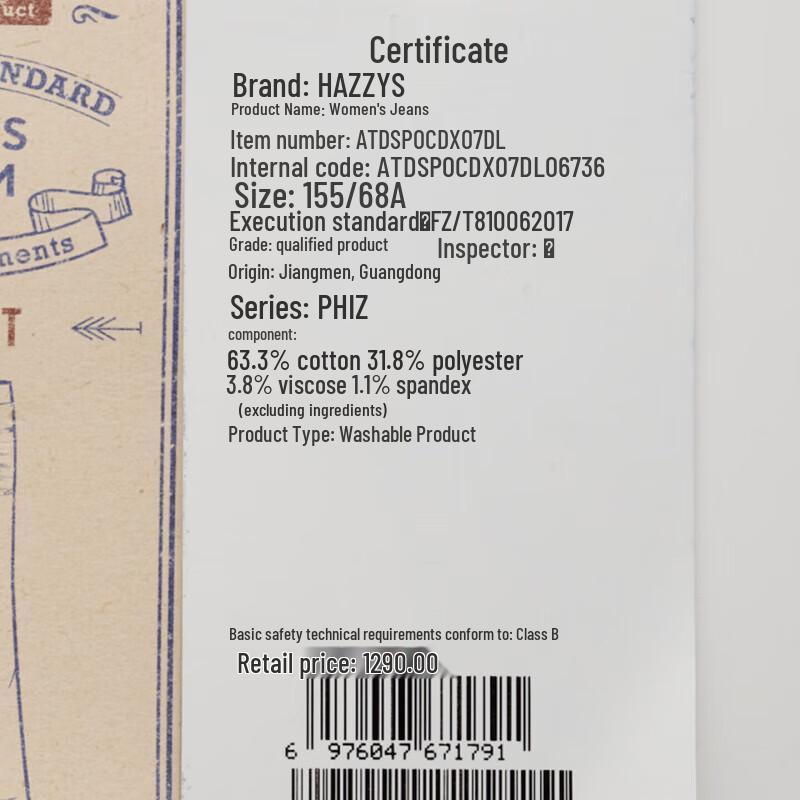 uct
NDARD
S
M
nents
T
Certificate
Brand: HAZZYS
Product Name: Women's Jeans
Item number: ATDSP0CDX07DL
Internal code: ATDSP0CDX07DL06736
Size: 155/68A
Execution standard FZ/T810062017
Grade: qualified product Inspector:
Origin: Jiangmen, Guangdong
Series: PHIZ
component:
63.3% cotton 31.8% polyester
3.8% viscose 1.1% spandex
(excluding ingredients)
Product Type: Washable Product
Basic safety technical requirements conform to: Class B
Retail price: 1290.00
6 976047 671791